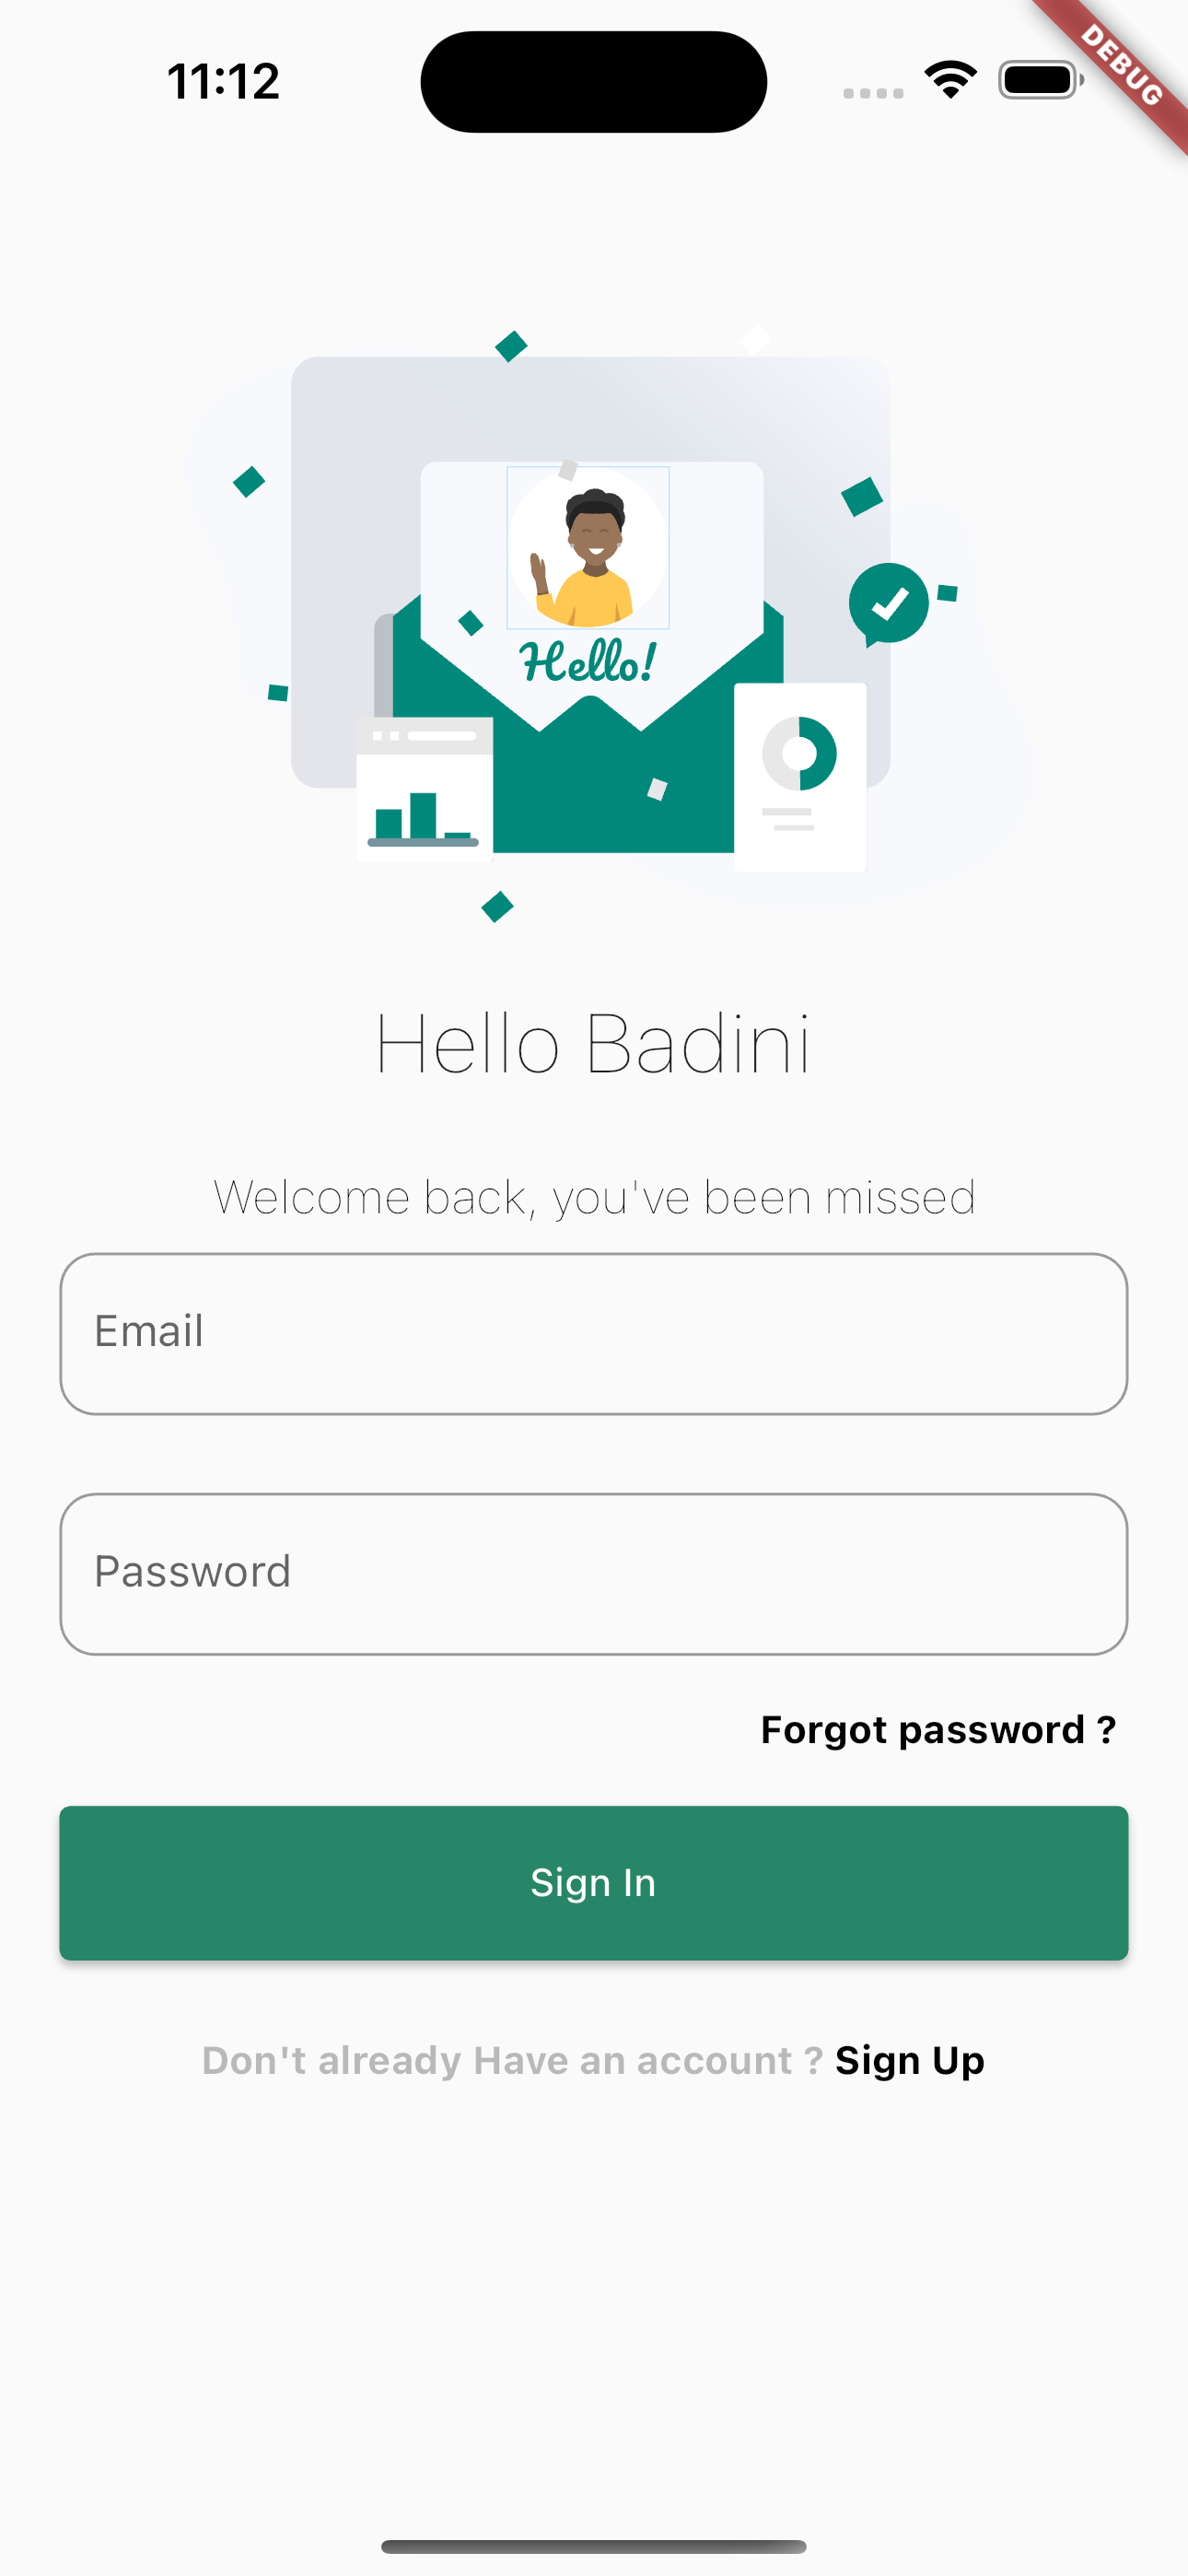 11:12
DEBUG
Hello!
Hello Badini
Welcome back, you've been missed
Email
Password
Forgot password ?
Sign In
Don't already Have an account ? Sign Up